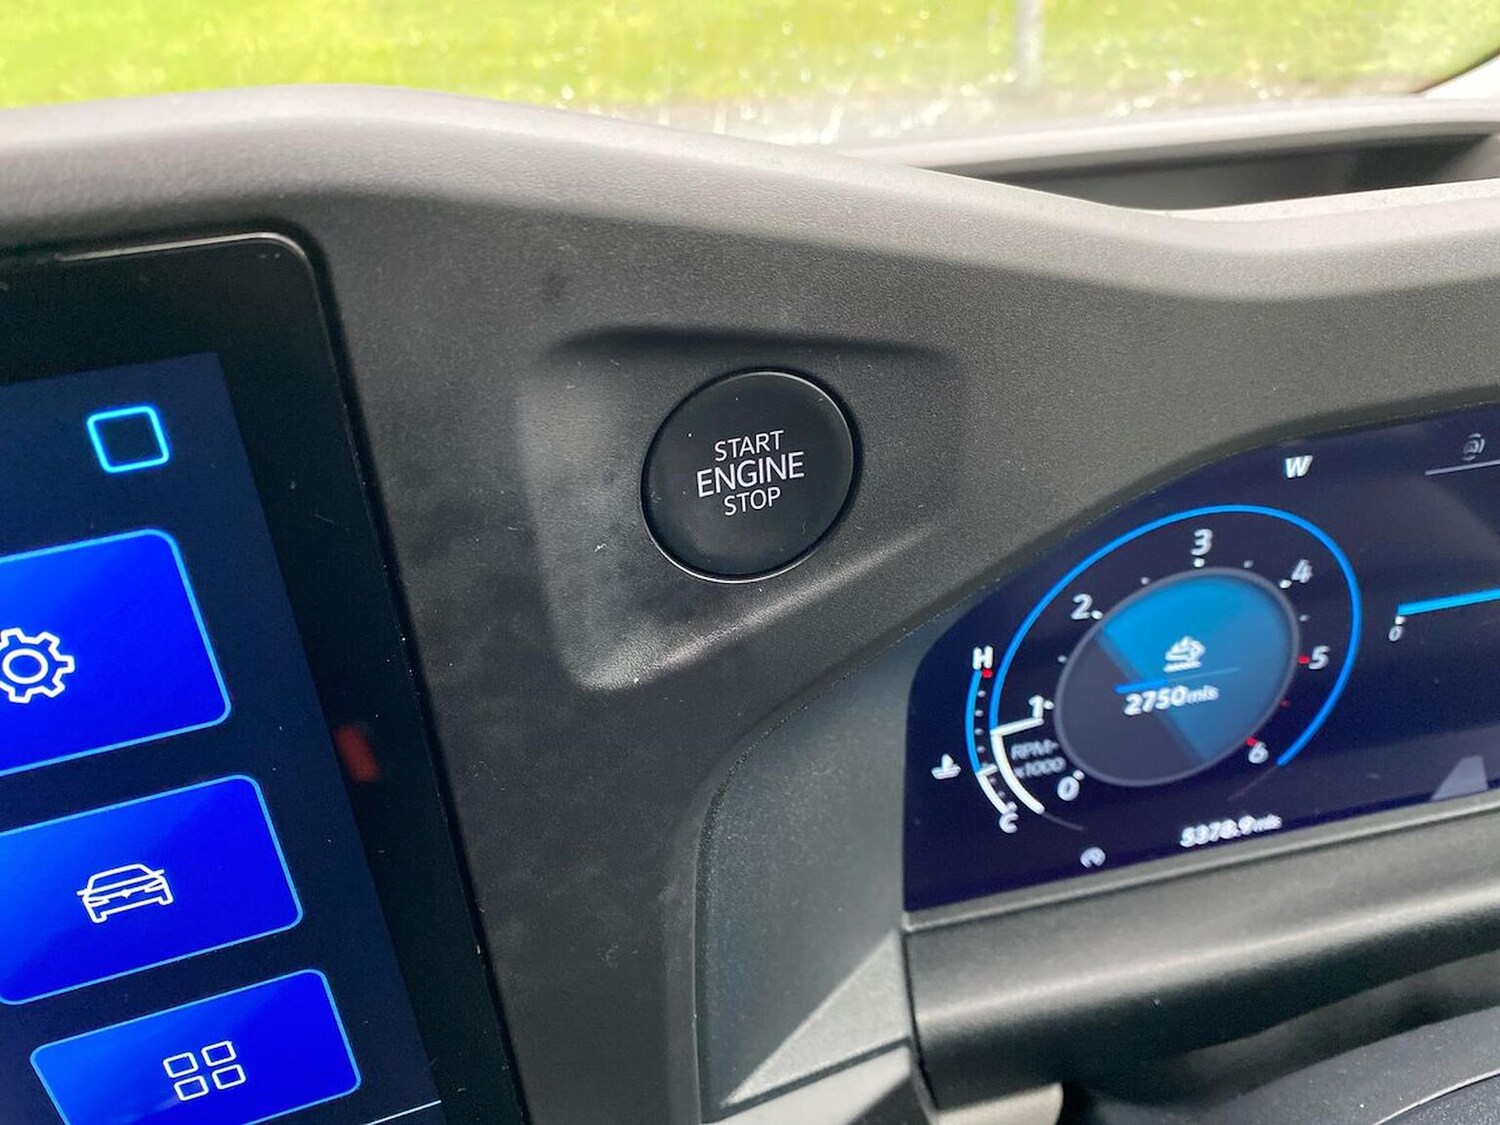 START
ENGINE
STOP
W
3
4
2
5
H
1
2750mls
RPM
x1000
6
0
0
C
5378.9mls